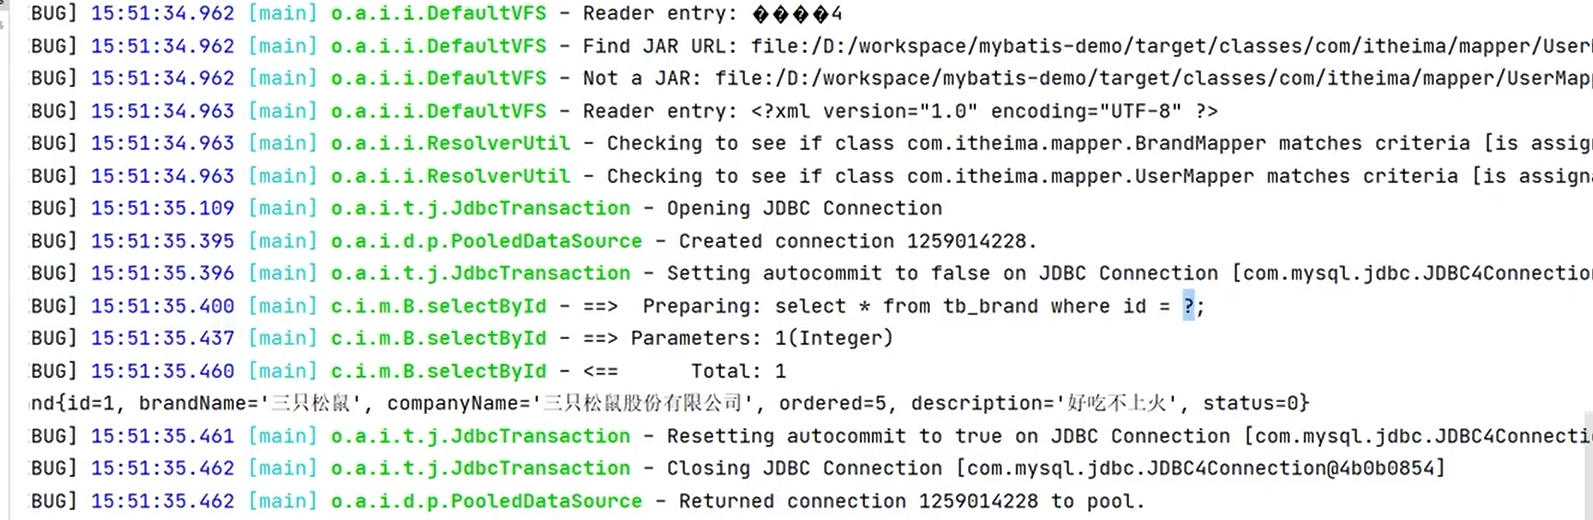 BUG] 15:51:34.962 [main] o.a.i.i.DefaultVFS - Reader entry: ����4
BUG] 15:51:34.962 [main] o.a.i.i.DefaultVFS - Find JAR URL: file:/D:/workspace/mybatis-demo/target/classes/com/itheima/mapper/User
BUG] 15:51:34.962 [main] o.a.i.i.DefaultVFS - Not a JAR: file:/D:/workspace/mybatis-demo/target/classes/com/itheima/mapper/UserMap
BUG] 15:51:34.963 [main] o.a.i.i.DefaultVFS - Reader entry: <?xml version="1.0" encoding="UTF-8" ?>
BUG] 15:51:34.963 [main] o.a.i.i.ResolverUtil - Checking to see if class com.itheima.mapper.BrandMapper matches criteria [is assig
BUG] 15:51:34.963 [main] o.a.i.i.ResolverUtil - Checking to see if class com.itheima.mapper.UserMapper matches criteria [is assign
BUG] 15:51:35.109 [main] o.a.i.t.j.JdbcTransaction - Opening JDBC Connection
BUG] 15:51:35.395 [main] o.a.i.d.p.PooledDataSource - Created connection 1259014228.
BUG] 15:51:35.396 [main] o.a.i.t.j.JdbcTransaction - Setting autocommit to false on JDBC Connection [com.mysql.jdbc.JDBC4Connectio
BUG] 15:51:35.400 [main] c.i.m.B.selectById - ==>  Preparing: select * from tb_brand where id = ?;
BUG] 15:51:35.437 [main] c.i.m.B.selectById - ==> Parameters: 1(Integer)
BUG] 15:51:35.460 [main] c.i.m.B.selectById - <==      Total: 1
nd{id=1, brandName='三只松鼠', companyName='三只松鼠股份有限公司', ordered=5, description='好吃不上火', status=0}
BUG] 15:51:35.461 [main] o.a.i.t.j.JdbcTransaction - Resetting autocommit to true on JDBC Connection [com.mysql.jdbc.JDBC4Connecti
BUG] 15:51:35.462 [main] o.a.i.t.j.JdbcTransaction - Closing JDBC Connection [com.mysql.jdbc.JDBC4Connection@4b0b0854]
BUG] 15:51:35.462 [main] o.a.i.d.p.PooledDataSource - Returned connection 1259014228 to pool.